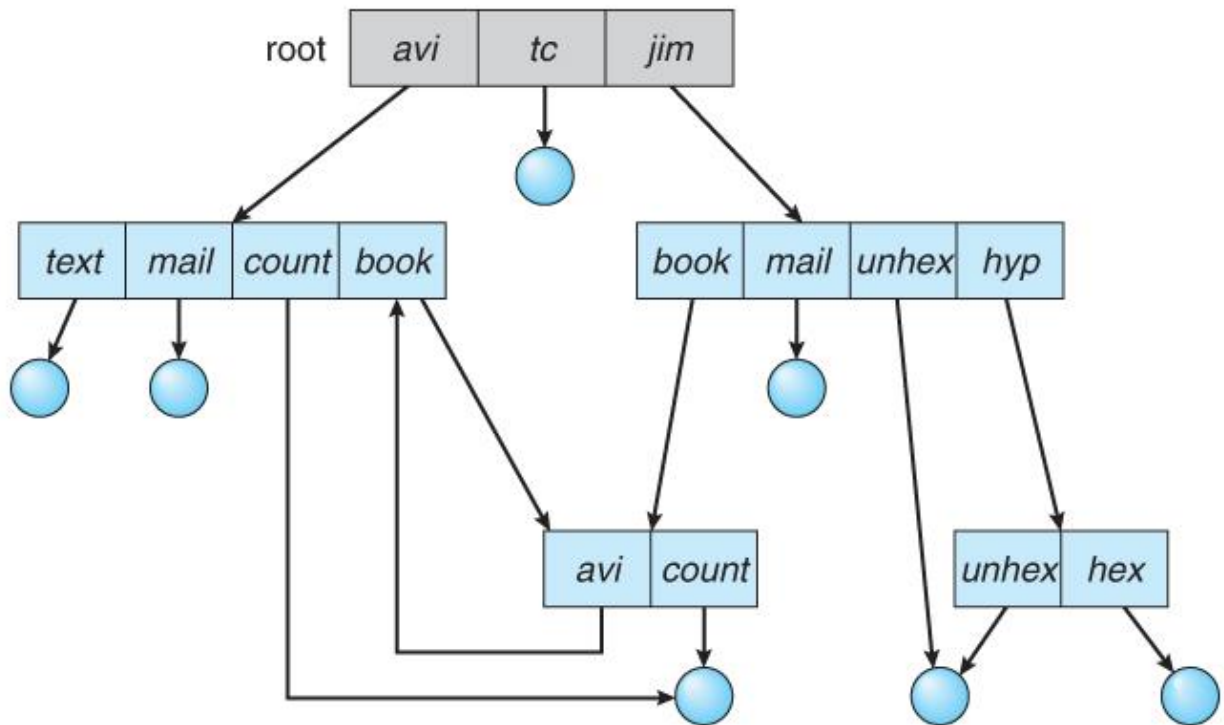 root avi tc jim
text mail count book book mail unhex hyp
avi count unhex hex